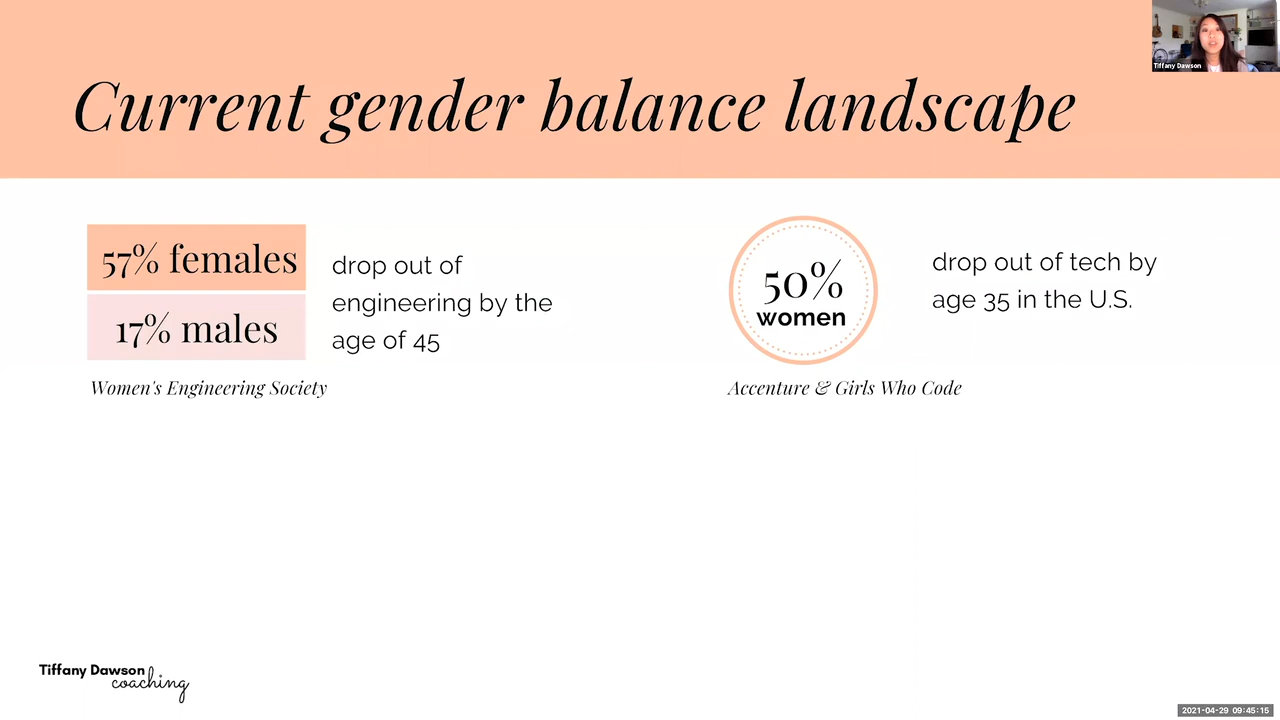 Current gender balance landscape
Tiffany Dawson
57% females
17% males
drop out of
engineering by the
age of 45
Women's Engineering Society
50%
women
drop out of tech by
age 35 in the U.S.
Accenture & Girls Who Code
Tiffany Dawson
coaching
2021-04-29 09:45:15